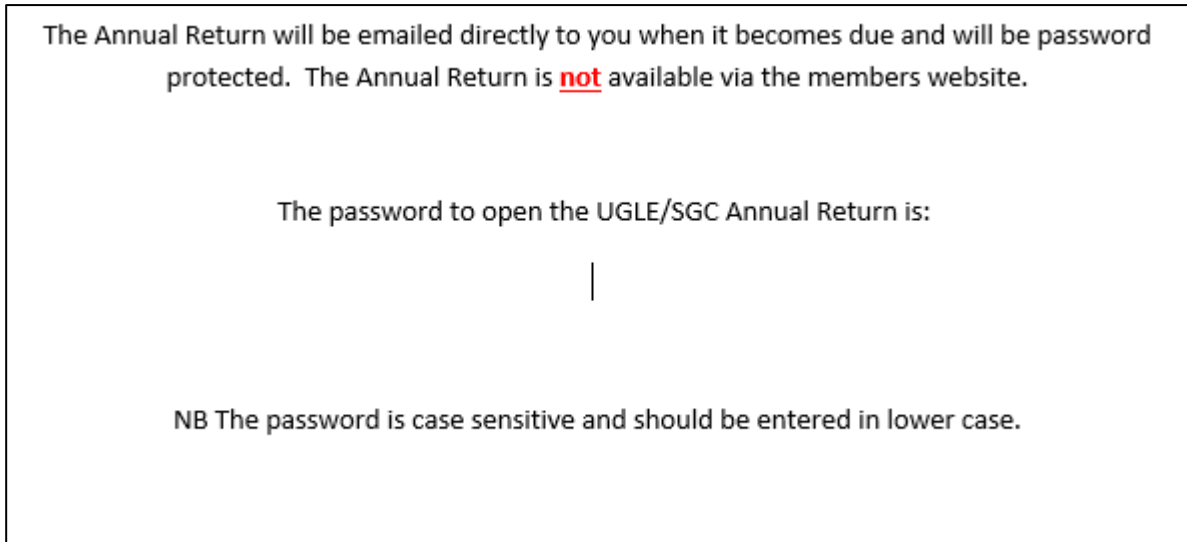 The Annual Return will be emailed directly to you when it becomes due and will be password
protected.  The Annual Return is not available via the members website.
The password to open the UGLE/SGC Annual Return is:
NB The password is case sensitive and should be entered in lower case.